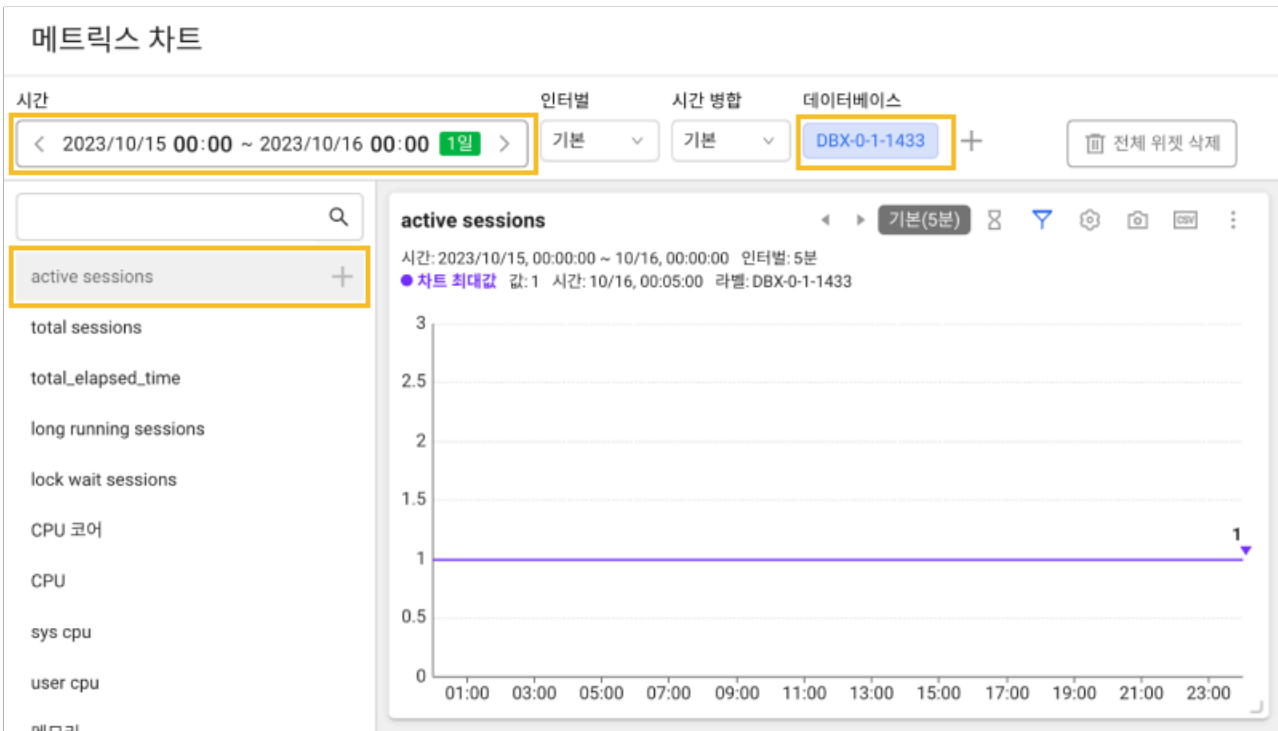 메트릭스 차트
시간 인터벌 시간 병합 데이터베이스
2023/10/15 00:00 ~ 2023/10/16 00:00 1일 기본 기본 DBX-0-1-1433 전체 위젯 삭제
active sessions
total sessions
total_elapsed_time
long running sessions
lock wait sessions
CPU 코어
CPU
sys cpu
user cpu
active sessions 기본(5분) CSV
시간: 2023/10/15, 00:00:00 ~ 10/16, 00:00:00 인터벌: 5분
차트 최대값 값: 1 시간: 10/16, 00:05:00 라벨: DBX-0-1-1433
3
2.5
2
1.5
1
1
0.5
0
01:00 03:00 05:00 07:00 09:00 11:00 13:00 15:00 17:00 19:00 21:00 23:00